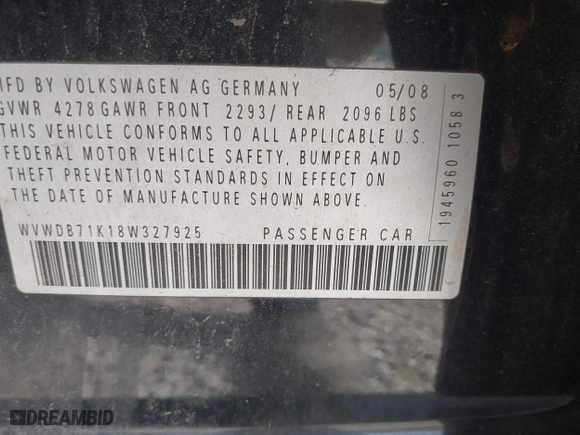 MFD BY VOLKSWAGEN AG GERMANY 05/08
GVWR 4278 GAWR FRONT 2293/ REAR 2096 LBS
THIS VEHICLE CONFORMS TO ALL APPLICABLE U.S.
FEDERAL MOTOR VEHICLE SAFETY, BUMPER AND
THEFT PREVENTION STANDARDS IN EFFECT ON
THE DATE OF MANUFACTURE SHOWN ABOVE.
WVWDB71K18W327925 PASSENGER CAR
1945960 1058 3
DREAMBID